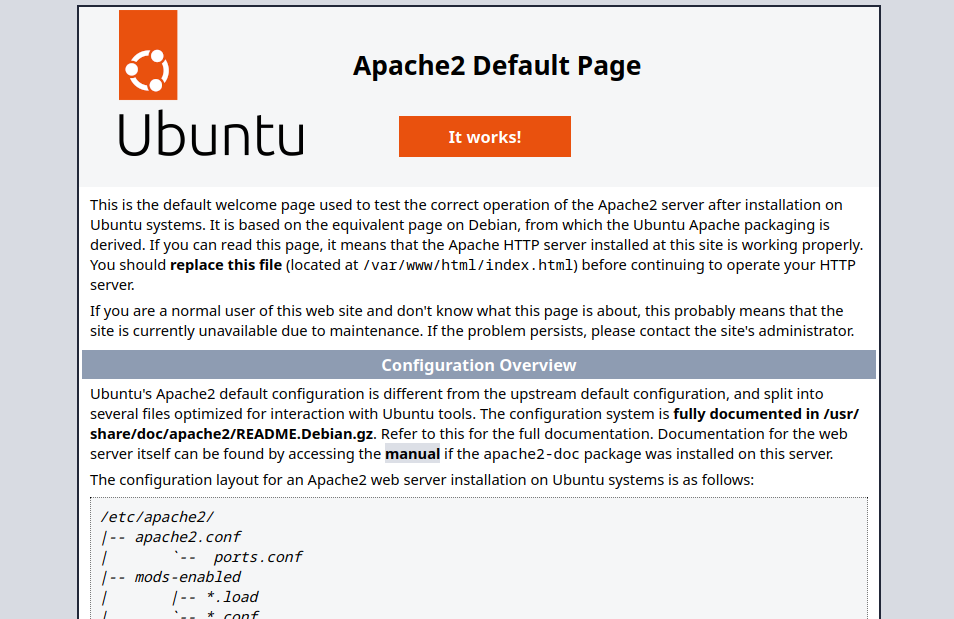 Apache2 Default Page
Ubuntu
It works!
This is the default welcome page used to test the correct operation of the Apache2 server after installation on
Ubuntu systems. It is based on the equivalent page on Debian, from which the Ubuntu Apache packaging is
derived. If you can read this page, it means that the Apache HTTP server installed at this site is working properly.
You should replace this file (located at /var/www/html/index.html) before continuing to operate your HTTP
server.
If you are a normal user of this web site and don't know what this page is about, this probably means that the
site is currently unavailable due to maintenance. If the problem persists, please contact the site's administrator.
Configuration Overview
Ubuntu's Apache2 default configuration is different from the upstream default configuration, and split into
several files optimized for interaction with Ubuntu tools. The configuration system is fully documented in /usr/
share/doc/apache2/README.Debian.gz. Refer to this for the full documentation. Documentation for the web
server itself can be found by accessing the manual if the apache2-doc package was installed on this server.
The configuration layout for an Apache2 web server installation on Ubuntu systems is as follows:
/etc/apache2/
|-- apache2.conf
|       `--  ports.conf
|-- mods-enabled
|       |-- *.load
|       `-- *.conf